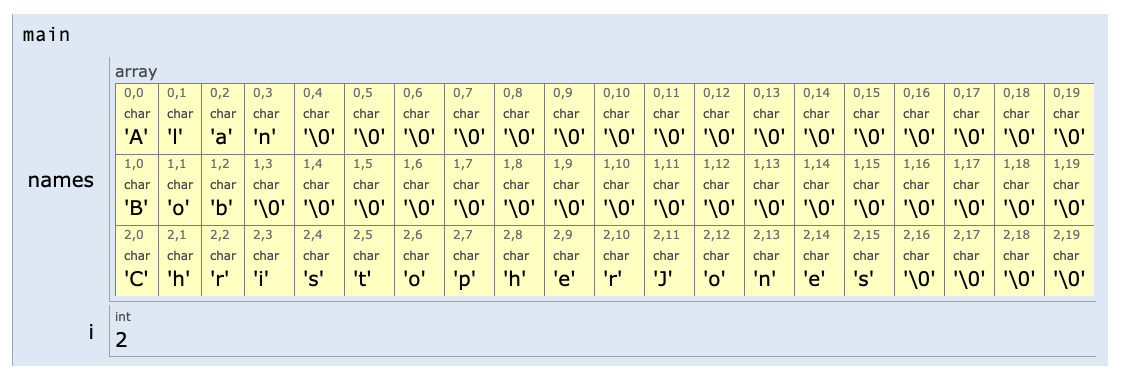 main
array
0,0 0,1 0,2 0,3 0,4 0,5 0,6 0,7 0,8 0,9 0,10 0,11 0,12 0,13 0,14 0,15 0,16 0,17 0,18 0,19
char char char char char char char char char char char char char char char char char char char char
'A' 'l' 'a' 'n' '\0' '\0' '\0' '\0' '\0' '\0' '\0' '\0' '\0' '\0' '\0' '\0' '\0' '\0' '\0' '\0'
names
1,0 1,1 1,2 1,3 1,4 1,5 1,6 1,7 1,8 1,9 1,10 1,11 1,12 1,13 1,14 1,15 1,16 1,17 1,18 1,19
char char char char char char char char char char char char char char char char char char char char
'B' 'o' 'b' '\0' '\0' '\0' '\0' '\0' '\0' '\0' '\0' '\0' '\0' '\0' '\0' '\0' '\0' '\0' '\0' '\0'
2,0 2,1 2,2 2,3 2,4 2,5 2,6 2,7 2,8 2,9 2,10 2,11 2,12 2,13 2,14 2,15 2,16 2,17 2,18 2,19
char char char char char char char char char char char char char char char char char char char char
'C' 'h' 'r' 'i' 's' 't' 'o' 'p' 'h' 'e' 'r' 'J' 'o' 'n' 'e' 's' '\0' '\0' '\0' '\0'
i
int
2